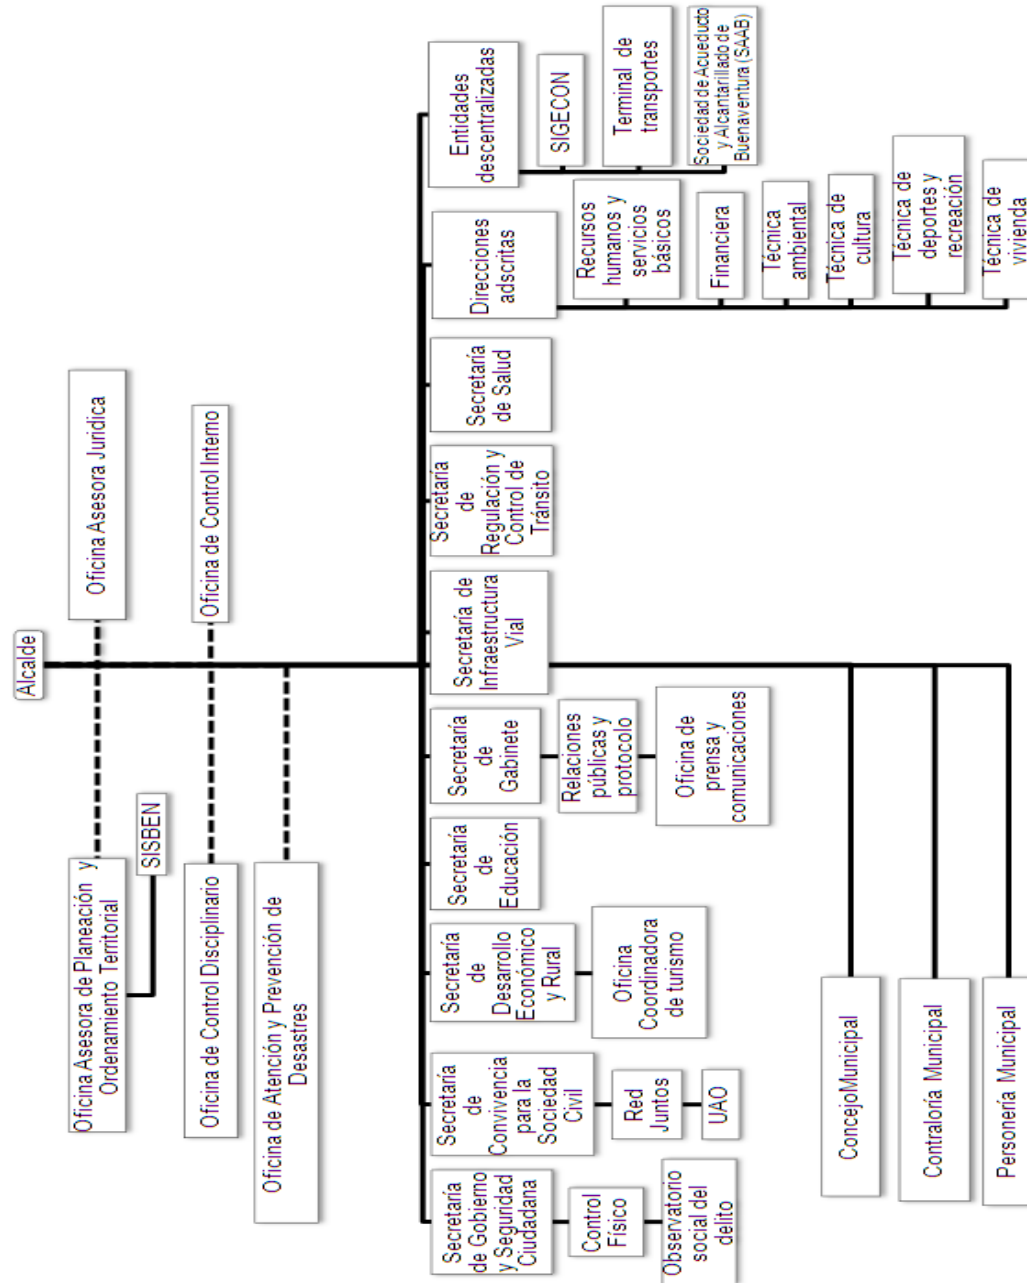 Alcalde
Oficina Asesora de Planeación y
Ordenamiento Territorial
SISBEN
Oficina Asesora Juridica
Oficina de Control Disciplinario
Oficina de Control Interno
Oficina de Atención y Prevención de
Desastres
Secretaría
de Gobierno
y Seguridad
Ciudadana
Control
Físico
Observatorio
social del
delito
Secretaría
de
Convivencia
para la
Sociedad
Civil
Red
Juntos
UAO
Secretaría
de
Desarrollo
Económico
y Rural
Oficina
Coordinadora
de turismo
Secretaría
de
Educación
Secretaría
de
Gabinete
Relaciones
públicas y
protocolo
Oficina de
prensa y
comunicaciones
Secretaría de
Infraestructura
Vial
Secretaría
de
Regulación y
Control de
Tránsito
Secretaría
de Salud
Direcciones
adscritas
Recursos
humanos y
servicios
básicos
Financiera
Técnica
ambiental
Técnica de
cultura
Técnica de
deportes y
recreación
Técnica de
vivienda
Entidades
descentralizadas
SIGECON
Terminal de
transportes
Sociedad de Acueducto
y Alcantarillado de
Buenaventura (SAAB)
ConcejoMunicipal
Contraloría Municipal
Personería Municipal